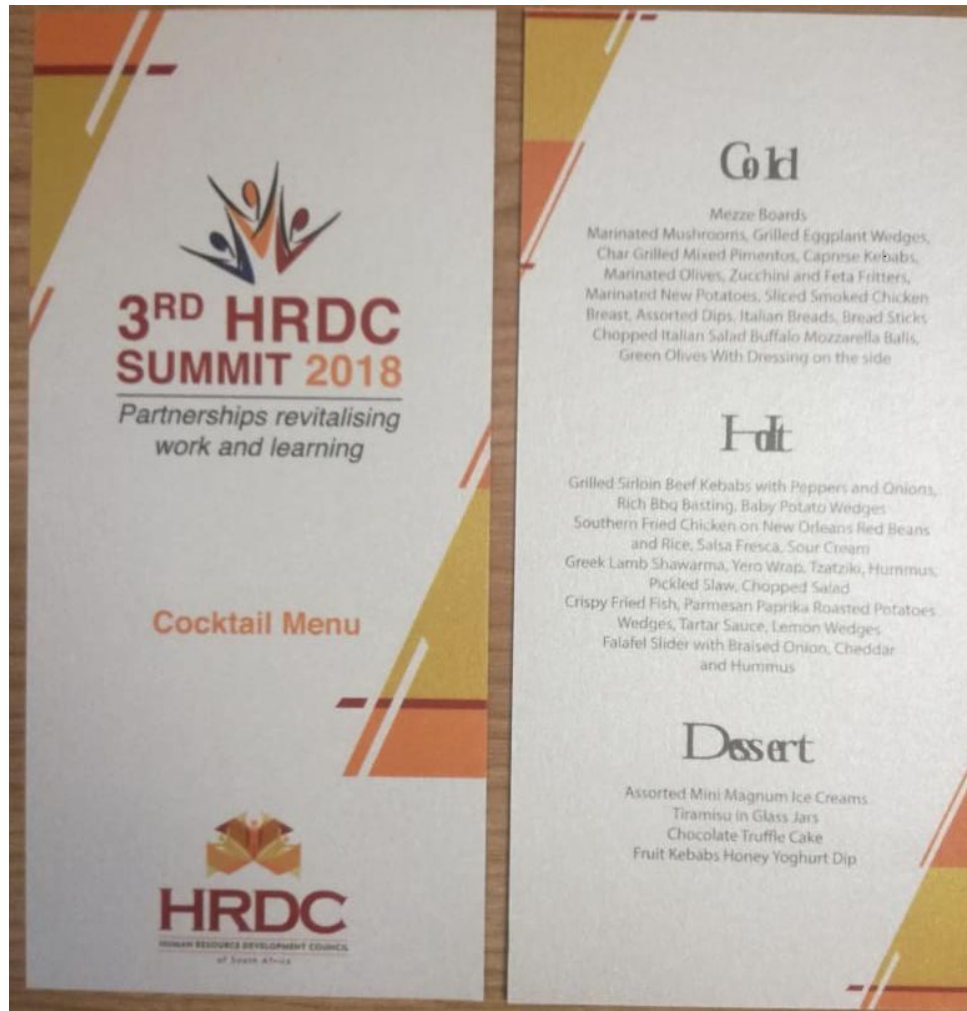 3RD HRDC
SUMMIT 2018
Partnerships revitalising
work and learning
Cocktail Menu
HRDC
HUMAN RESOURCE DEVELOPMENT COUNCIL
of South Africa
Cold
Mezze Boards
Marinated Mushrooms, Grilled Eggplant Wedges,
Char Grilled Mixed Pimentos, Caprese Kebabs,
Marinated Olives, Zucchini and Feta Fritters,
Marinated New Potatoes, Sliced Smoked Chicken
Breast, Assorted Dips, Italian Breads, Bread Sticks
Chopped Italian Salad Buffalo Mozzarella Balls,
Green Olives With Dressing on the side
Hot
Grilled Sirloin Beef Kebabs with Peppers and Onions,
Rich Bbq Basting, Baby Potato Wedges
Southern Fried Chicken on New Orleans Red Beans
and Rice, Salsa Fresca, Sour Cream
Greek Lamb Shawarma, Yero Wrap, Tzatziki, Hummus,
Pickled Slaw, Chopped Salad
Crispy Fried Fish, Parmesan Paprika Roasted Potatoes
Wedges, Tartar Sauce, Lemon Wedges
Falafel Slider with Braised Onion, Cheddar
and Hummus
Dessert
Assorted Mini Magnum Ice Creams
Tiramisu in Glass Jars
Chocolate Truffle Cake
Fruit Kebabs Honey Yoghurt Dip